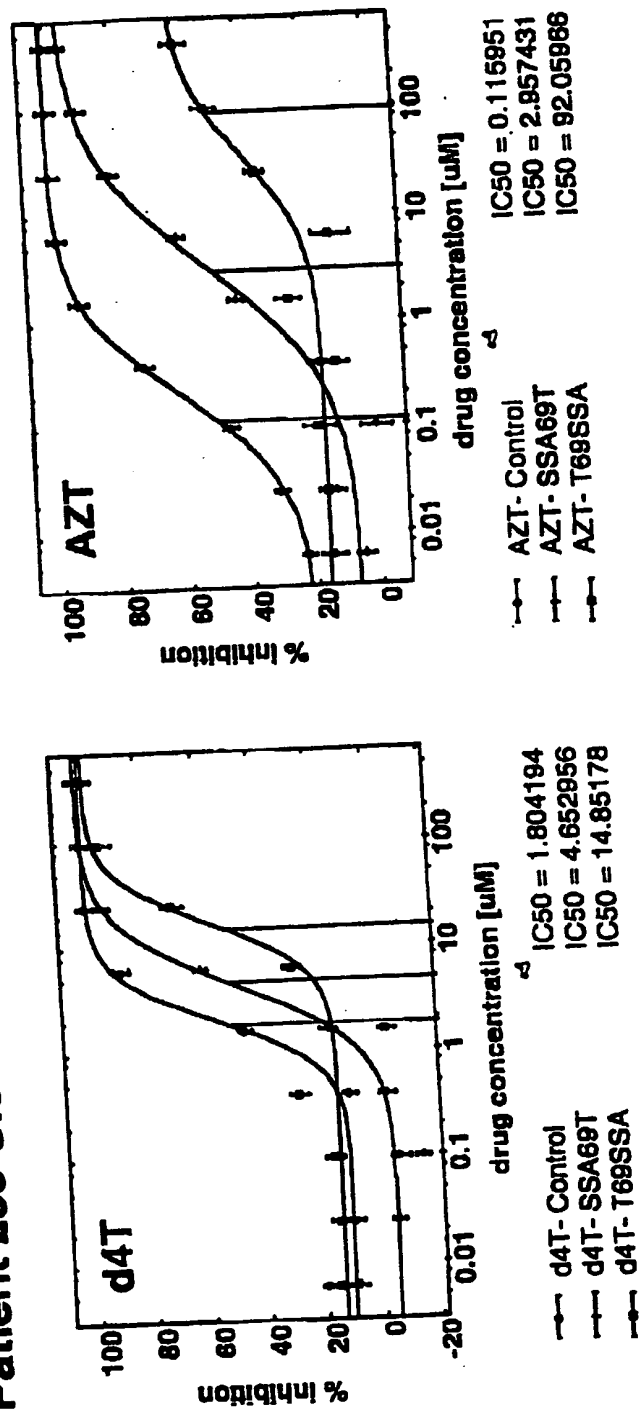 Patient
d4T
% inhibition
100
80
60
40
20
0
-20
0.01
0.1
1
10
100
drug concentration [uM]
d4T- Control IC50 = 1.804194
d4T- SSA69T IC50 = 4.652956
d4T- T69SSA IC50 = 14.85178
AZT
% inhibition
100
80
60
40
20
0
0.01
0.1
1
10
100
drug concentration [uM]
AZT- Control IC50 = 0.115951
AZT- SSA69T IC50 = 2.957431
AZT- T69SSA IC50 = 92.05966